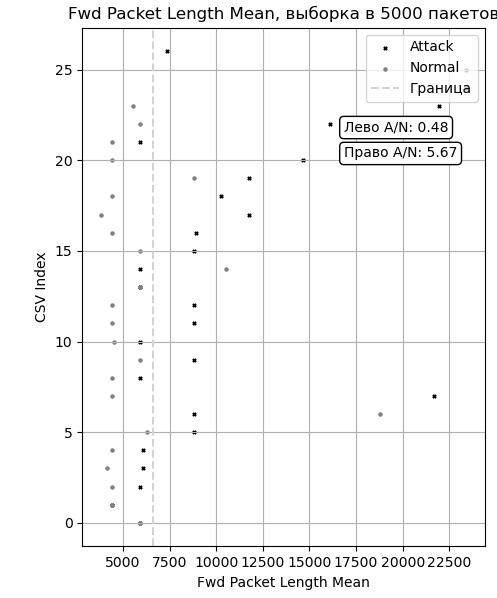 Fwd Packet Length Mean, выборка в 5000 пакетов
Attack
Normal
Граница
Лево A/N: 0.48
Право A/N: 5.67
25
20
15
10
5
0
CSV Index
5000 7500 10000 12500 15000 17500 20000 22500
Fwd Packet Length Mean